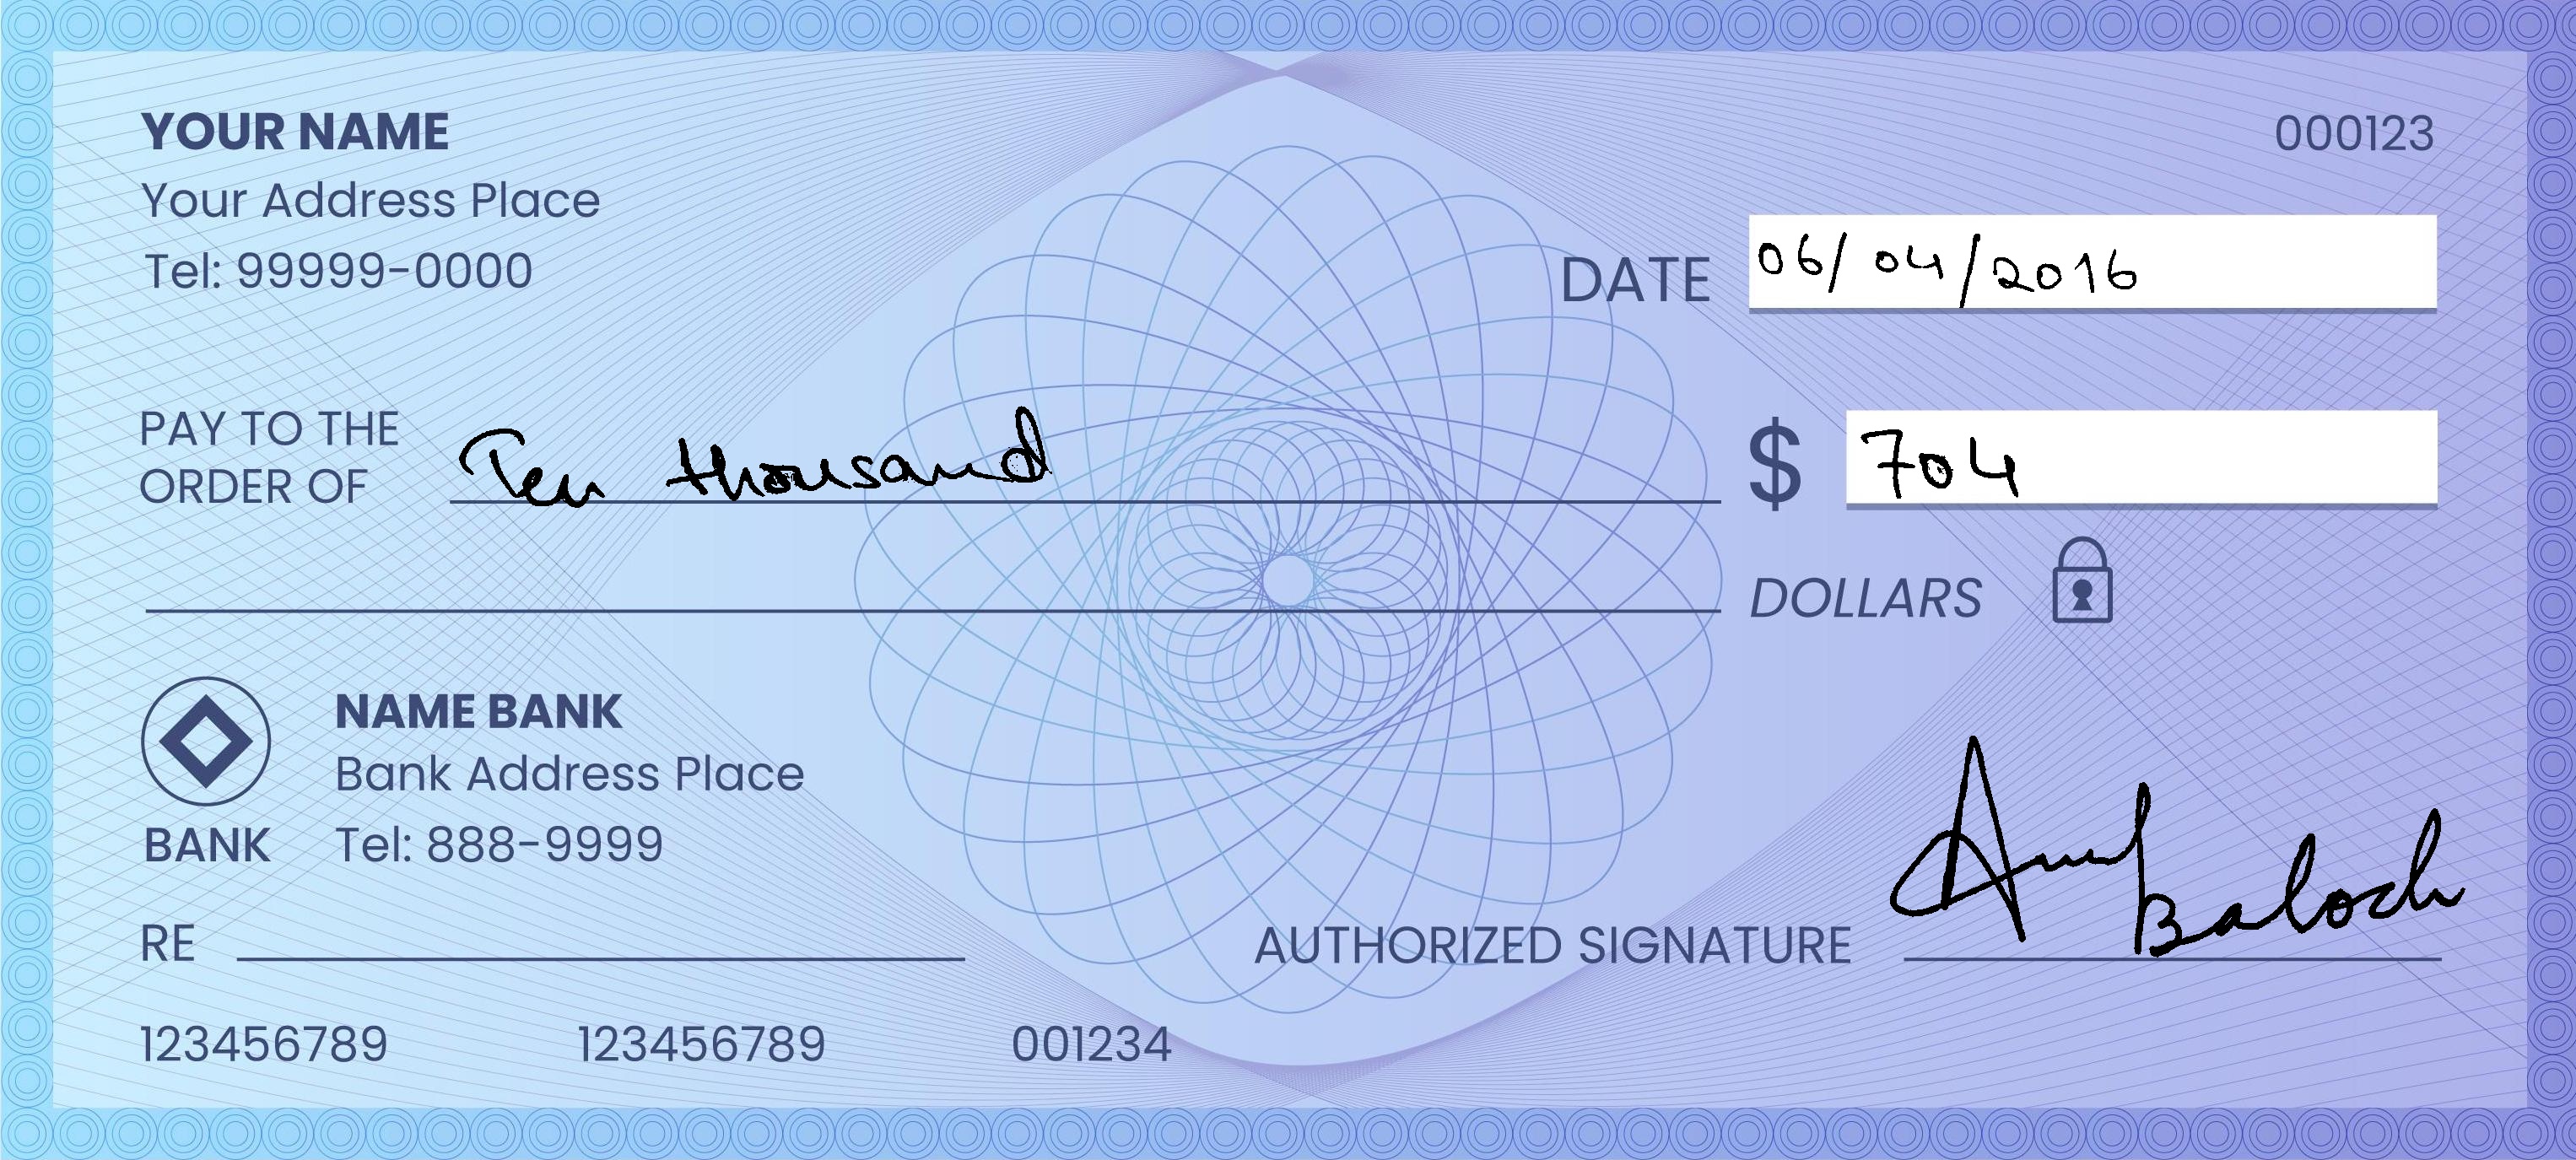 YOUR NAME
000123
Your Address Place
Tel: 99999-0000
DATE 06/04/2016
PAY TO THE
ORDER OF Ten thousand $ 704
DOLLARS
NAME BANK
Bank Address Place
BANK Tel: 888-9999
RE
AUTHORIZED SIGNATURE Baloch
123456789 123456789 001234